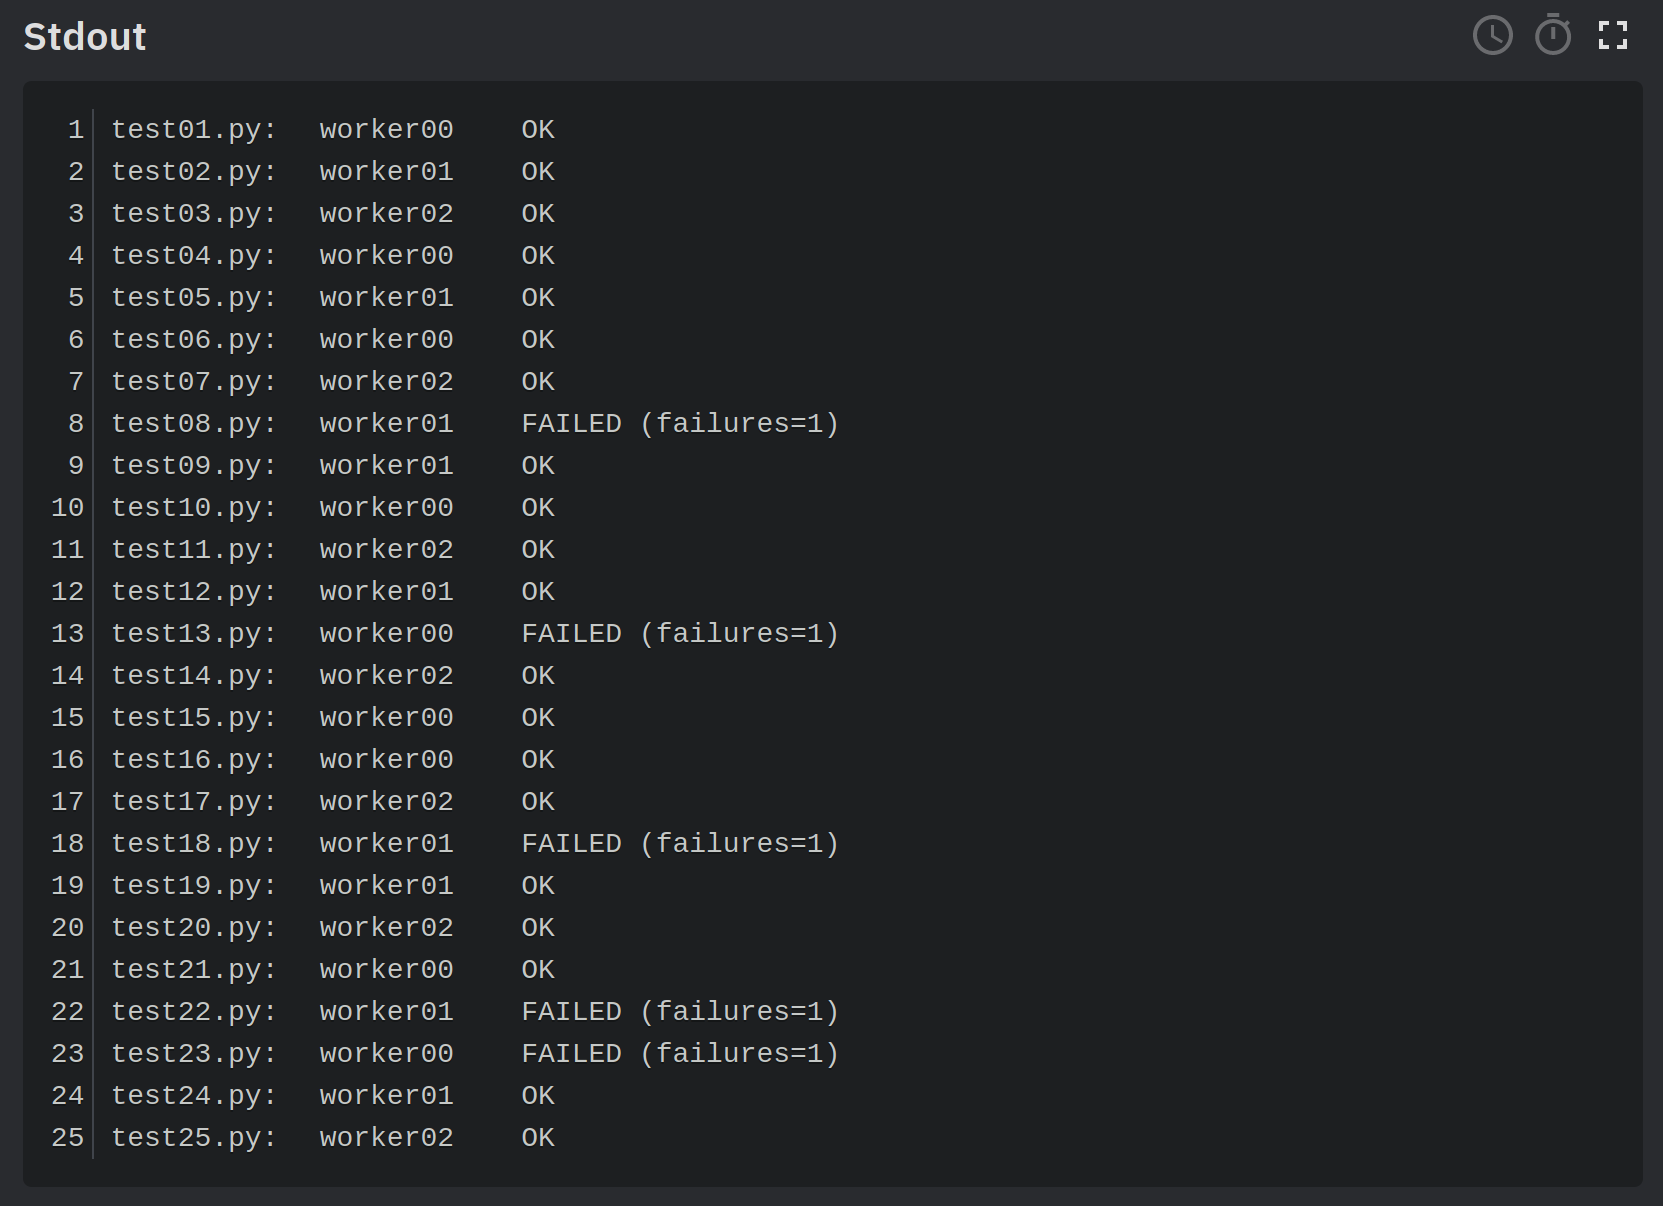 Stdout
1 test01.py: worker00 OK
2 test02.py: worker01 OK
3 test03.py: worker02 OK
4 test04.py: worker00 OK
5 test05.py: worker01 OK
6 test06.py: worker00 OK
7 test07.py: worker02 OK
8 test08.py: worker01 FAILED (failures=1)
9 test09.py: worker01 OK
10 test10.py: worker00 OK
11 test11.py: worker02 OK
12 test12.py: worker01 OK
13 test13.py: worker00 FAILED (failures=1)
14 test14.py: worker02 OK
15 test15.py: worker00 OK
16 test16.py: worker00 OK
17 test17.py: worker02 OK
18 test18.py: worker01 FAILED (failures=1)
19 test19.py: worker01 OK
20 test20.py: worker02 OK
21 test21.py: worker00 OK
22 test22.py: worker01 FAILED (failures=1)
23 test23.py: worker00 FAILED (failures=1)
24 test24.py: worker01 OK
25 test25.py: worker02 OK